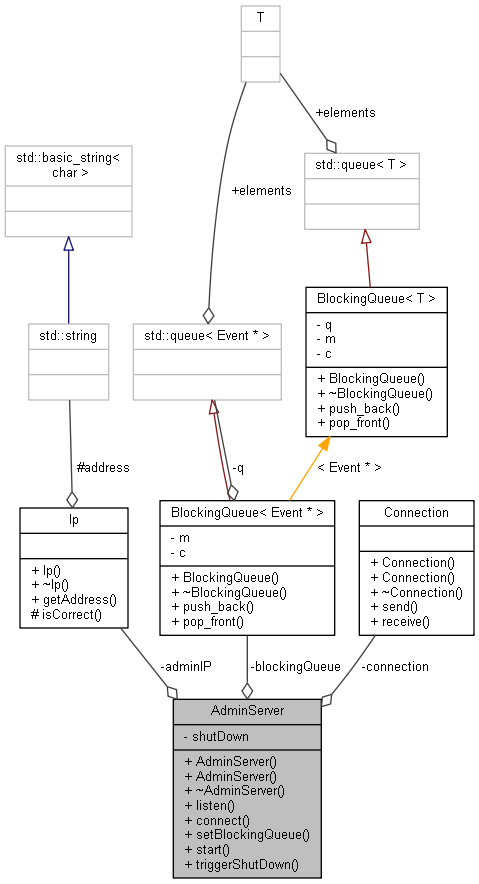 T
+elements
std::basic_string<
char >
std::queue< T >
+elements
BlockingQueue< T >
- q
- m
- c
+ BlockingQueue()
+ ~BlockingQueue()
+ push_back()
+ pop_front()
std::string
std::queue< Event * >
#address
-q
< Event * >
Ip
+ Ip()
+ ~Ip()
+ getAddress()
# isCorrect()
BlockingQueue< Event * >
- m
- c
+ BlockingQueue()
+ ~BlockingQueue()
+ push_back()
+ pop_front()
Connection
+ Connection()
+ Connection()
+ ~Connection()
+ send()
+ receive()
-adminIP
-blockingQueue
-connection
AdminServer
- shutDown
+ AdminServer()
+ AdminServer()
+ ~AdminServer()
+ listen()
+ connect()
+ setBlockingQueue()
+ start()
+ triggerShutDown()